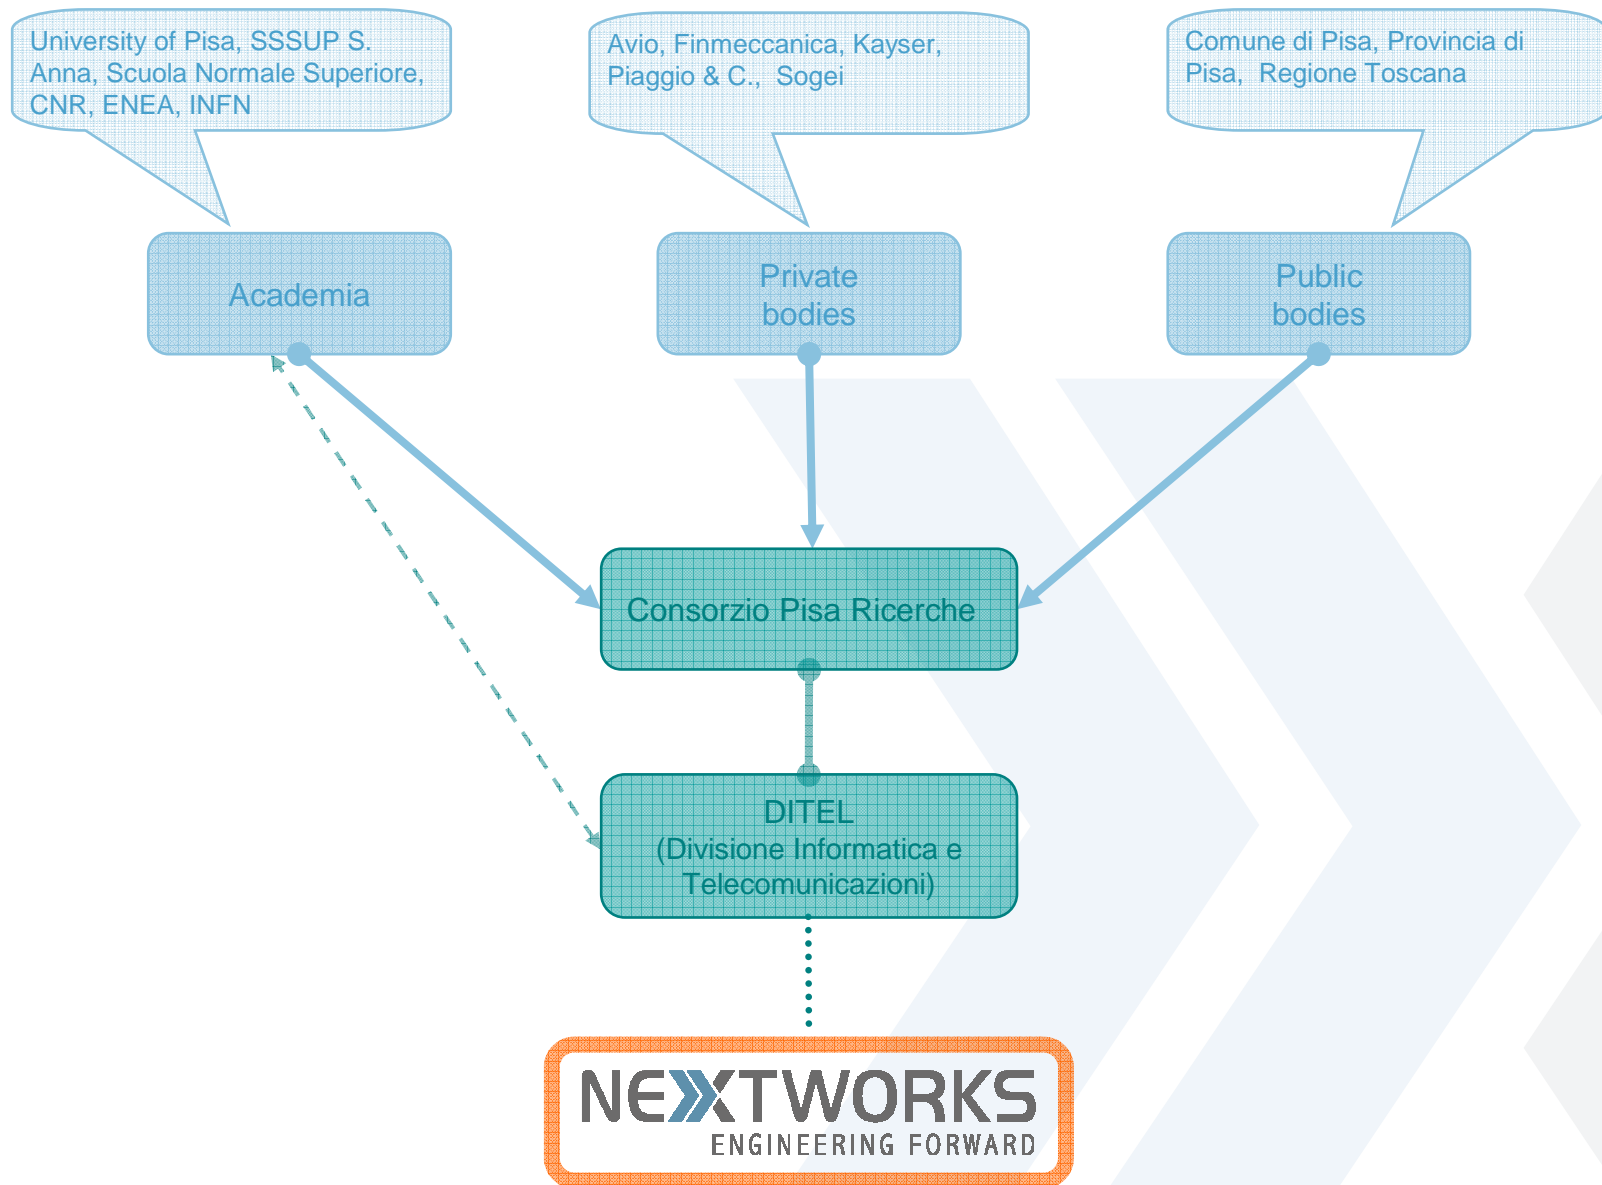 University of Pisa, SSSUP S.
Anna, Scuola Normale Superiore,
CNR, ENEA, INFN
Avio, Finmeccanica, Kayser,
Piaggio & C.,  Sogei
Comune di Pisa, Provincia di
Pisa,  Regione Toscana
Academia
Private
bodies
Public
bodies
Consorzio Pisa Ricerche
DITEL
(Divisione Informatica e
Telecomunicazioni)
NEXTWORKS
ENGINEERING FORWARD